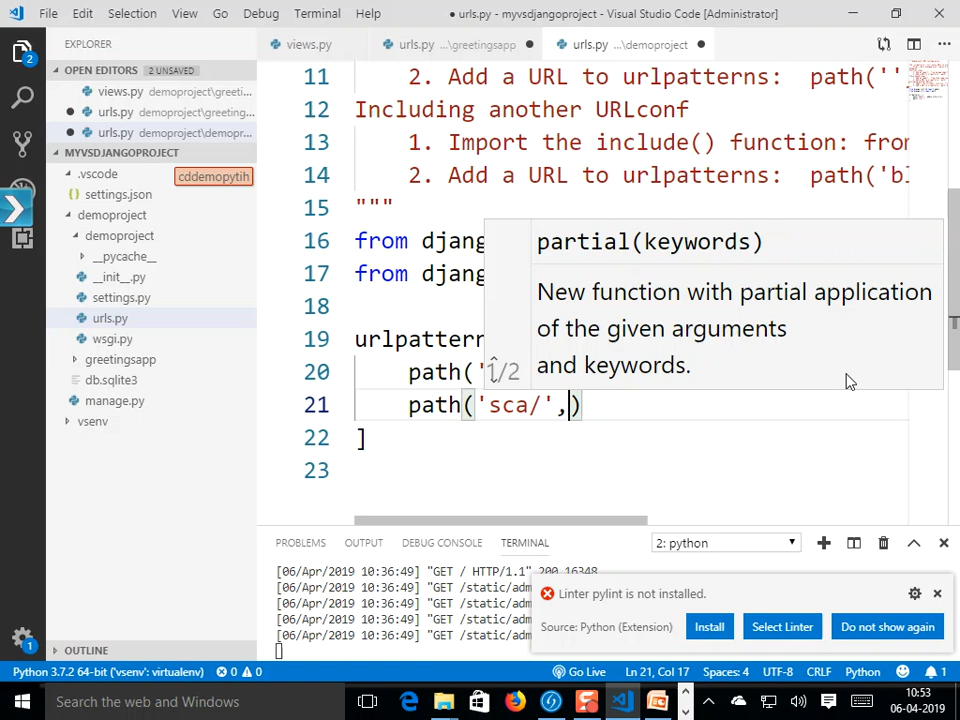 File Edit Selection View Go Debug Terminal Help
● urls.py - myvsdjangoproject - Visual Studio Code [Administrator]
2
EXPLORER
views.py
urls.py ...\greetingsapp ●
urls.py ...\demoproject ●
OPEN EDITORS 2 UNSAVED
views.py demoproject\greeti...
● urls.py demoproject\greeting...
● urls.py demoproject\demopr...
MYVSDJANGOPROJECT
.vscode
cddemopytih
settings.json
demoproject
demoproject
__pycache__
__init__.py
settings.py
urls.py
wsgi.py
greetingsapp
db.sqlite3
manage.py
vsenv
OUTLINE
11 2. Add a URL to urlpatterns: path(''
12 Including another URLconf
13 1. Import the include() function: from
14 2. Add a URL to urlpatterns: path('bl
15 """
16 from djang
17 from djang
18
19 urlpattern
20 path('
21 path('sca/',)
22 ]
23
1/2
partial(keywords)
New function with partial application
of the given arguments
and keywords.
PROBLEMS OUTPUT DEBUG CONSOLE TERMINAL
2: python
[06/Apr/2019 10:36:49] "GET / HTTP/1.1" 200 16348
[06/Apr/2019 10:36:49] "GET /static/adm
[06/Apr/2019 10:36:49] "GET /static/adm
[06/Apr/2019 10:36:49] "GET /static/adm
[06/Apr/2019 10:36:49] "GET /static/adm
Linter pylint is not installed.
Source: Python (Extension)
Install
Select Linter
Do not show again
1
Python 3.7.2 64-bit ('vsenv': virtualenv) 0 0
Go Live Ln 21, Col 17 Spaces: 4 UTF-8 CRLF Python 1
Search the web and Windows
10:53
06-04-2019